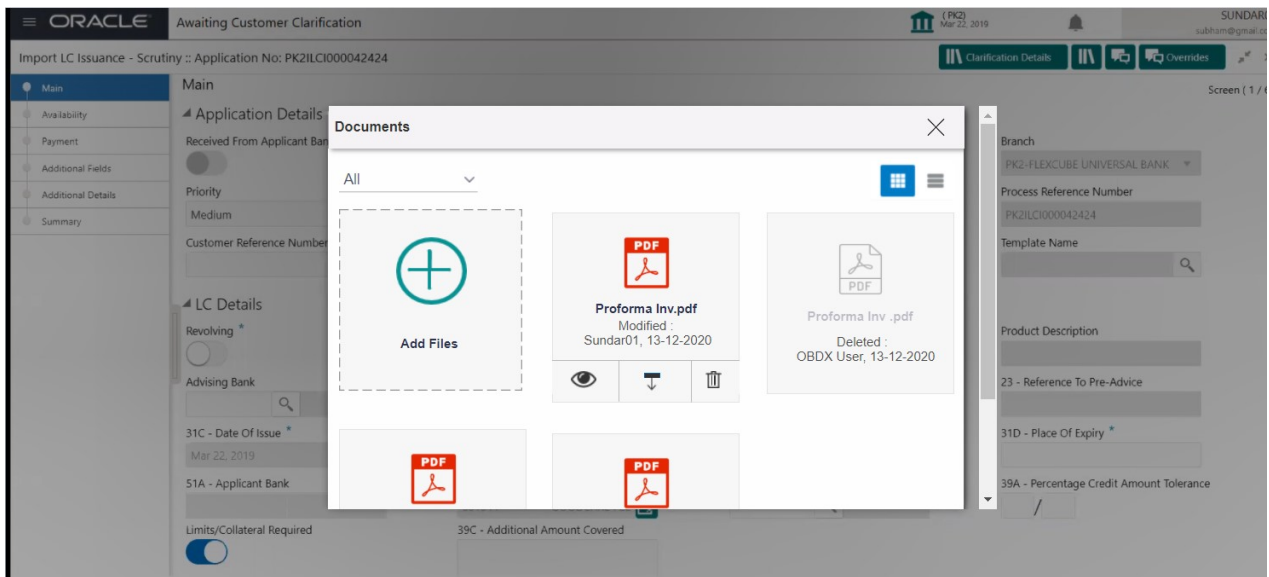 ORACLE
Awaiting Customer Clarification
(PK2)
Mar 22, 2019
Import LC Issuance - Scrutiny :: Application No: PK2ILCI000042424
Clarification Details
Overrides
Main
Availability
Payment
Additional Fields
Additional Details
Summary
Main
Screen ( 1 /
Application Details
Received From Applicant
Priority
Medium
Customer Reference Number
LC Details
Revolving *
Advising Bank
31C - Date Of Issue *
Mar 22, 2019
51A - Applicant Bank
Limits/Collateral Required
39C - Additional Amount Covered
Documents
All
Add Files
PDF
Proforma Inv.pdf
Modified :
Sundar01, 13-12-2020
PDF
Proforma Inv .pdf
Deleted :
OBDX User, 13-12-2020
PDF
PDF
Branch
PK2-FLEXCUBE UNIVERSAL BANK
Process Reference Number
PK2ILCI000042424
Template Name
Product Description
23 - Reference To Pre-Advice
31D - Place Of Expiry *
39A - Percentage Credit Amount Tolerance
/